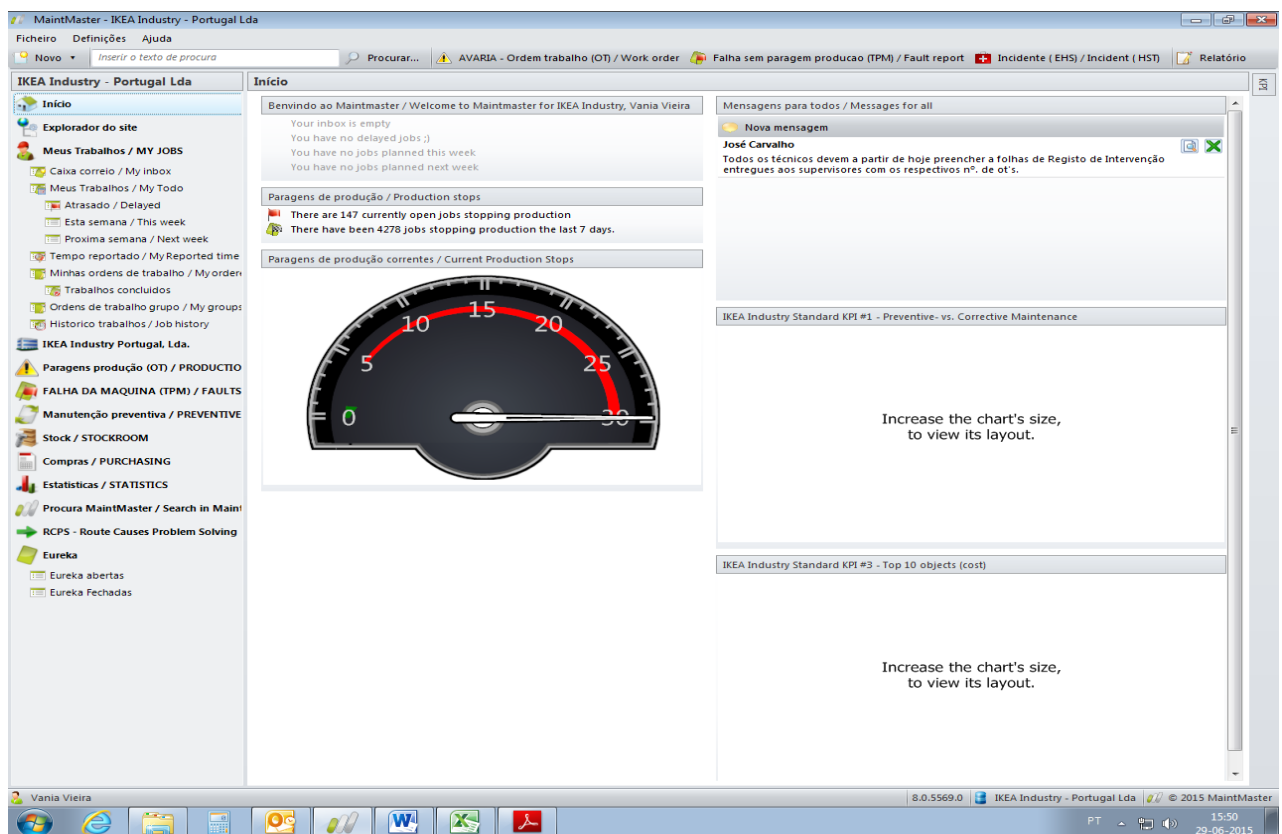 MaintMaster - IKEA Industry - Portugal Lda
Ficheiro Definições Ajuda
Novo Inserir o texto de procura Procurar... AVARIA - Ordem trabalho (OT) / Work order Falha sem paragem producao (TPM) / Fault report Incidente ( EHS) / Incident ( HST) Relatório
IKEA Industry - Portugal Lda
Início
Explorador do site
Meus Trabalhos / MY JOBS
Caixa correio / My inbox
Meus Trabalhos / My Todo
Atrasado / Delayed
Esta semana / This week
Proxima semana / Next week
Tempo reportado / My Reported time
Minhas ordens de trabalho / My order
Trabalhos concluidos
Ordens de trabalho grupo / My groups
Historico trabalhos / Job history
IKEA Industry Portugal, Lda.
Paragens produção (OT) / PRODUCTIO
FALHA DA MAQUINA (TPM) / FAULTS
Manutenção preventiva / PREVENTIVE
Stock / STOCKROOM
Compras / PURCHASING
Estatisticas / STATISTICS
Procura MaintMaster / Search in Maint
RCPS - Route Causes Problem Solving
Eureka
Eureka abertas
Eureka Fechadas
Início
Benvindo ao Maintmaster / Welcome to Maintmaster for IKEA Industry, Vania Vieira
Your inbox is empty
You have no delayed jobs ;)
You have no jobs planned this week
You have no jobs planned next week
Paragens de produção / Production stops
There are 147 currently open jobs stopping production
There have been 4278 jobs stopping production the last 7 days.
Paragens de produção correntes / Current Production Stops
0 5 10 15 20 25 30
Mensagens para todos / Messages for all
Nova mensagem
José Carvalho
Todos os técnicos devem a partir de hoje preencher a folhas de Registo de Intervenção
entregues aos supervisores com os respectivos nº. de ot's.
IKEA Industry Standard KPI #1 - Preventive- vs. Corrective Maintenance
Increase the chart's size,
to view its layout.
IKEA Industry Standard KPI #3 - Top 10 objects (cost)
Increase the chart's size,
to view its layout.
KPI
Vania Vieira 8.0.5569.0 IKEA Industry - Portugal Lda © 2015 MaintMaster
PT 15:50
29-06-2015